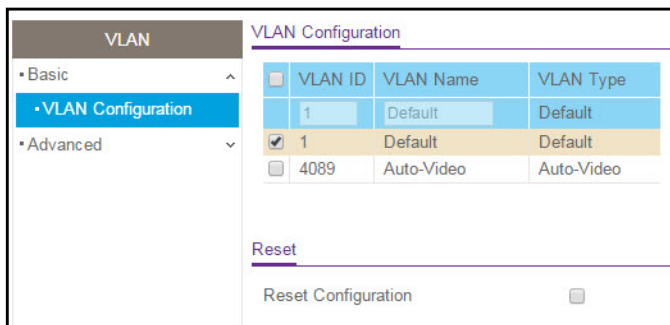 VLAN
Basic
VLAN Configuration
Advanced
VLAN Configuration
VLAN ID VLAN Name VLAN Type
1 Default Default
1 Default Default
4089 Auto-Video Auto-Video
Reset
Reset Configuration